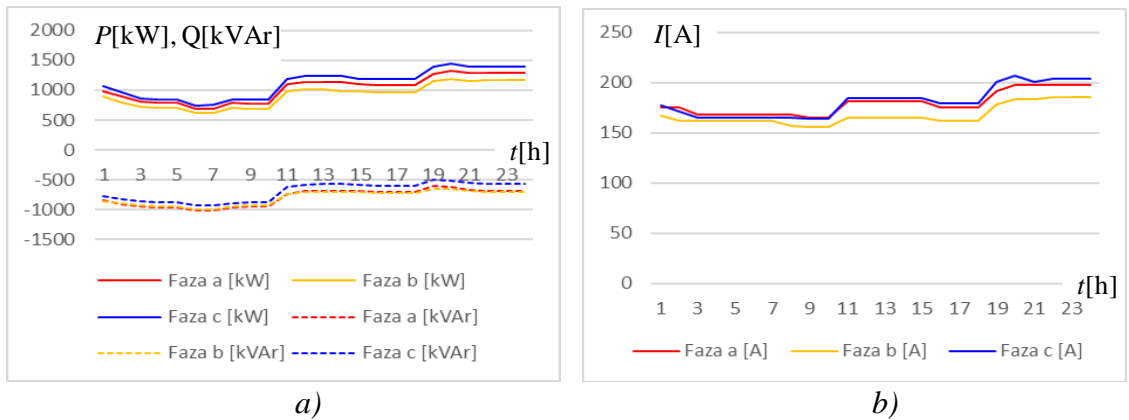 P[kW], Q[kVAr]
2000
1500
1000
500
0
-500
-1000
-1500
t[h]
1 3 5 7 9 11 13 15 17 19 21 23
Faza a [kW] Faza b [kW]
Faza c [kW] Faza a [kVAr]
Faza b [kVAr] Faza c [kVAr]
a)
I[A]
250
200
150
100
50
0
t[h]
1 3 5 7 9 11 13 15 17 19 21 23
Faza a [A] Faza b [A] Faza c [A]
b)